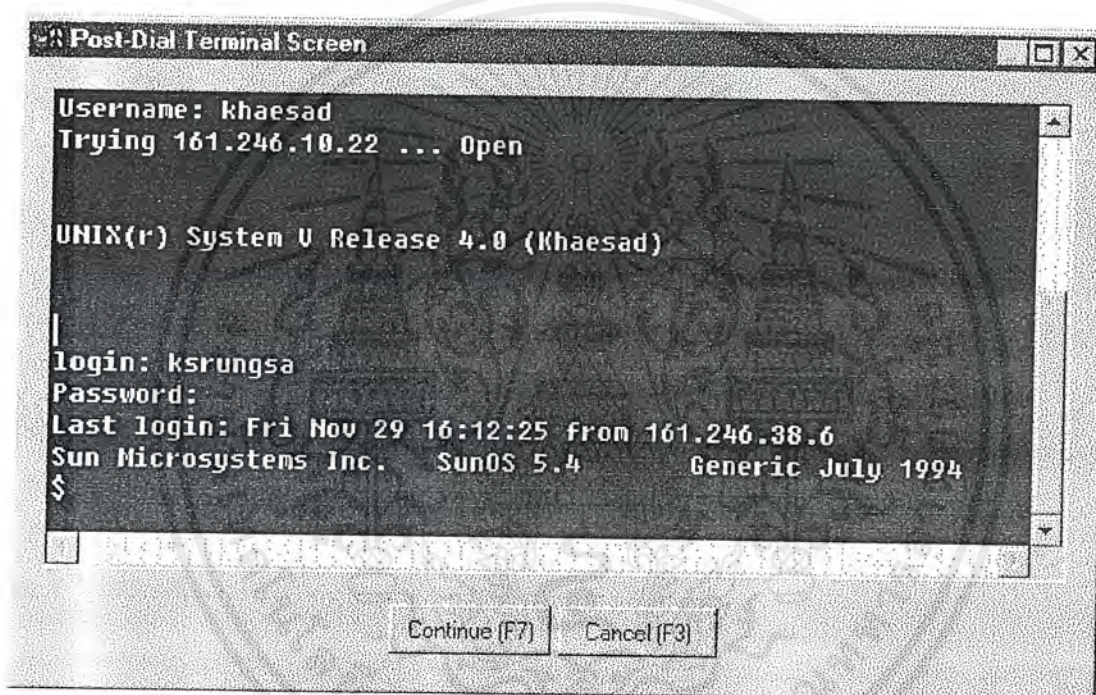 Post-Dial Terminal Screen
Username: khaesad
Trying 161.246.10.22 ... Open
UNIX(r) System V Release 4.0 (Khaesad)
login: ksrungsa
Password:
Last login: Fri Nov 29 16:12:25 from 161.246.38.6
Sun Microsystems Inc. SunOS 5.4 Generic July 1994
$
Continue (F7) Cancel (F3)